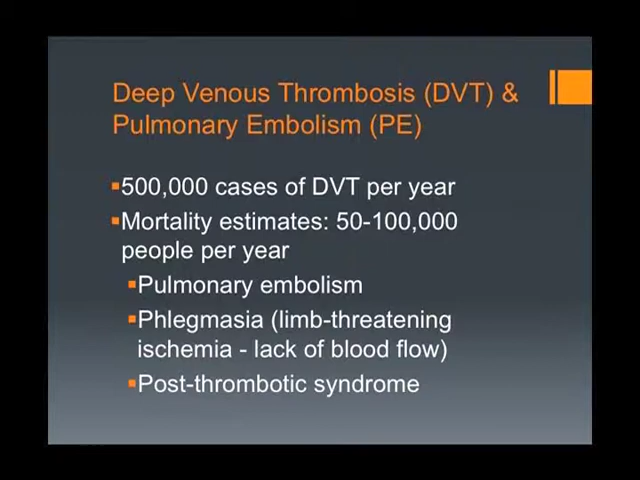 Deep Venous Thrombosis (DVT) &
Pulmonary Embolism (PE)
▪500,000 cases of DVT per year
▪Mortality estimates: 50-100,000
people per year
▪Pulmonary embolism
▪Phlegmasia (limb-threatening
ischemia - lack of blood flow)
▪Post-thrombotic syndrome